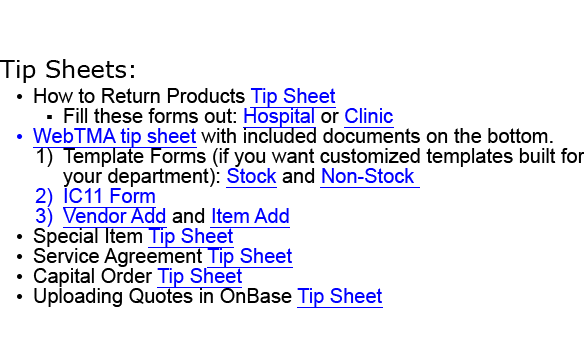 Tip Sheets:
• How to Return Products Tip Sheet
▪ Fill these forms out: Hospital or Clinic
• WebTMA tip sheet with included documents on the bottom.
1) Template Forms (if you want customized templates built for
your department): Stock and Non-Stock
2) IC11 Form
3) Vendor Add and Item Add
• Special Item Tip Sheet
• Service Agreement Tip Sheet
• Capital Order Tip Sheet
• Uploading Quotes in OnBase Tip Sheet